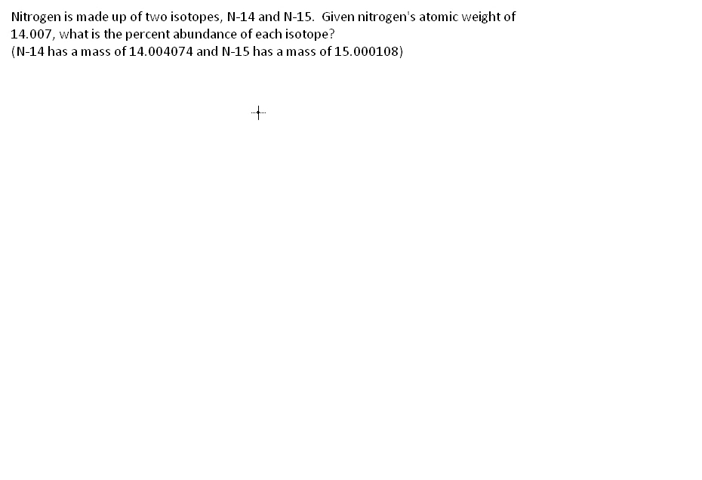 Nitrogen is made up of two isotopes, N-14 and N-15.  Given nitrogen's atomic weight of
14.007, what is the percent abundance of each isotope?
(N-14 has a mass of 14.004074 and N-15 has a mass of 15.000108)